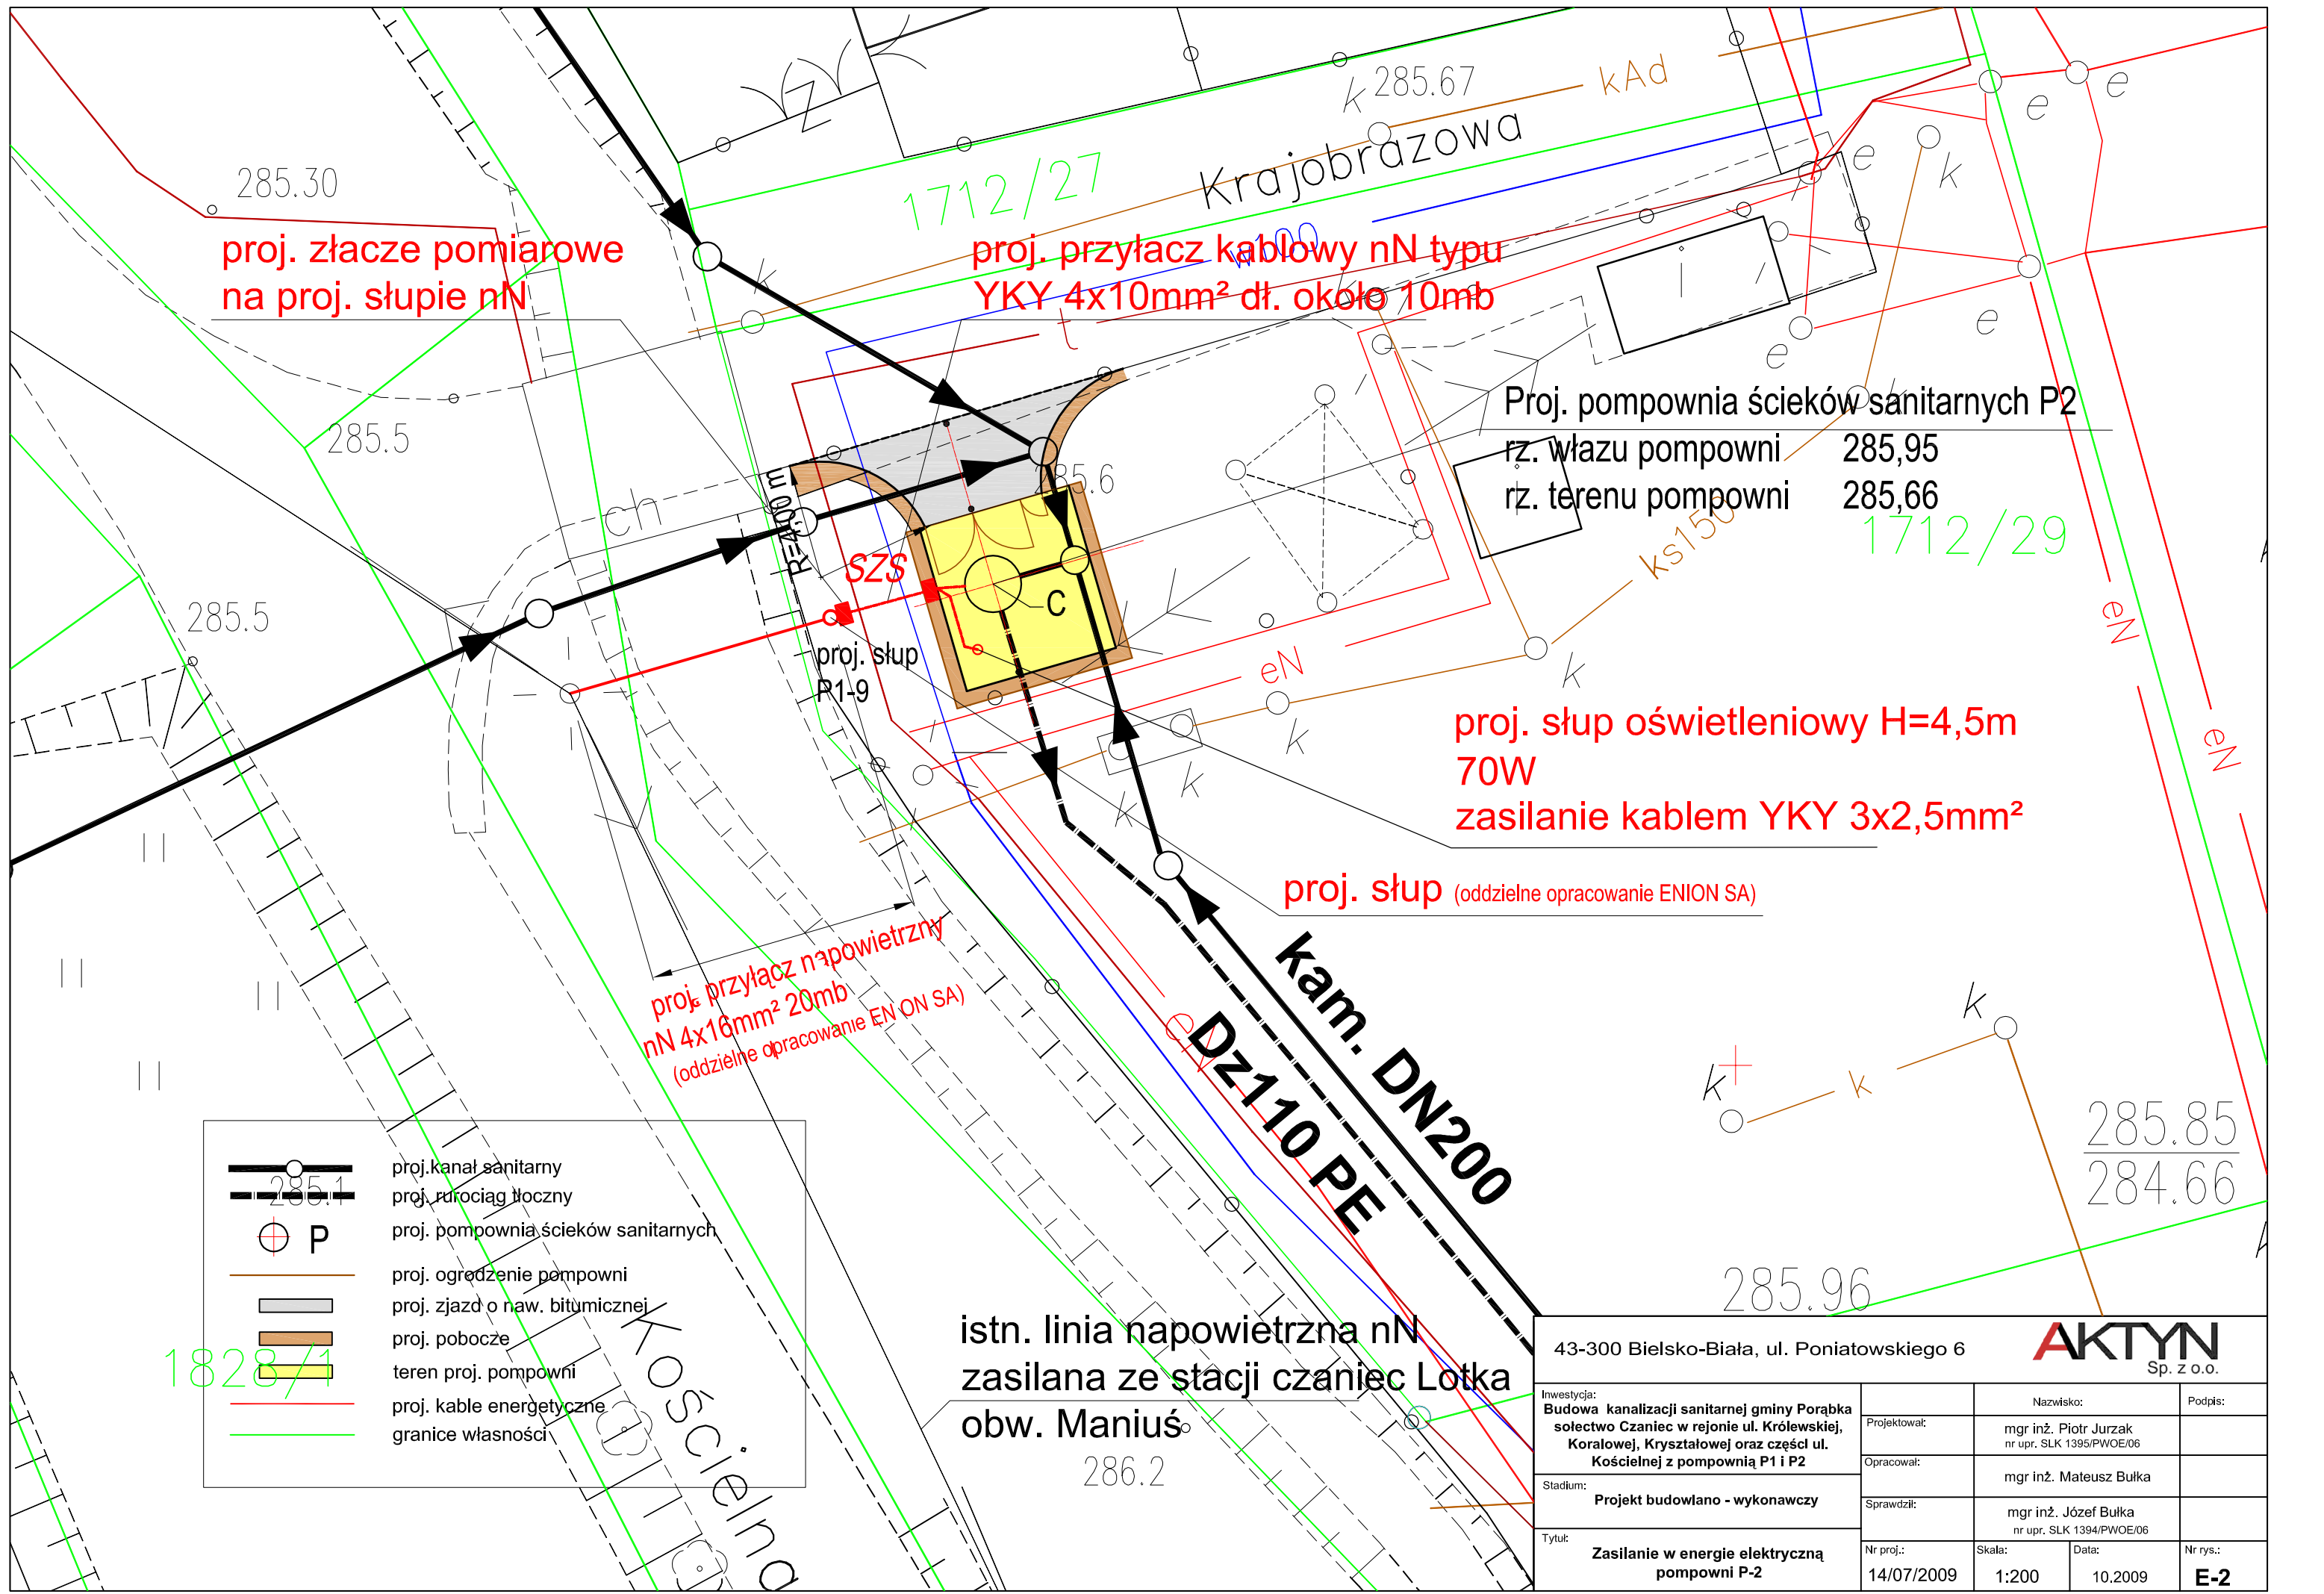 285.67
kAd
Krajobrazowa
1712/27
w100
285.30
proj. złacze pomiarowe
na proj. słupie nN
proj. przyłacz kablowy nN typu
YKY 4x10mm² dł. około 10mb
k
k
k
e
e
e
e
e
t
Proj. pompownia ścieków sanitarnych P2
rz. włazu pompowni 285,95
rz. terenu pompowni 285,66
k
285.5
285.6
ch
R=4,00 m
SZS
C
ks150
1712/29
285.5
proj. słup
P1-9
eN
eN
eN
k
k
k
k
proj. słup oświetleniowy H=4,5m
70W
zasilanie kablem YKY 3x2,5mm²
proj. słup (oddzielne opracowanie ENION SA)
proj. przyłącz napowietrzny
nN 4x16mm² 20mb
(oddzielne opracowanie ENION SA)
eN
kam. DN200
Dz110 PE
k
k
k
285.85
284.66
285.96
proj.kanał sanitarny
285.1
proj. rurociąg tłoczny
P
proj. pompownia ścieków sanitarnych
proj. ogrodzenie pompowni
proj. zjazd o naw. bitumicznej
proj. pobocze
1828/1
teren proj. pompowni
proj. kable energetyczne
granice własności
Kościelna
istn. linia napowietrzna nN
zasilana ze stacji czaniec Lotka
obw. Maniuś
286.2
43-300 Bielsko-Biała, ul. Poniatowskiego 6
AKTYN
Sp. z o.o.
Inwestycja:
Budowa kanalizacji sanitarnej gminy Porąbka
sołectwo Czaniec w rejonie ul. Królewskiej,
Koralowej, Kryształowej oraz części ul.
Kościelnej z pompownią P1 i P2
Nazwisko:
Podpis:
Projektował:
mgr inż. Piotr Jurzak
nr upr. SLK 1395/PWOE/06
Opracował:
mgr inż. Mateusz Bułka
Stadium:
Projekt budowlano - wykonawczy
Sprawdził:
mgr inż. Józef Bułka
nr upr. SLK 1394/PWOE/06
Tytuł:
Zasilanie w energie elektryczną
pompowni P-2
Nr proj.:
14/07/2009
Skala:
1:200
Data:
10.2009
Nr rys.:
E-2